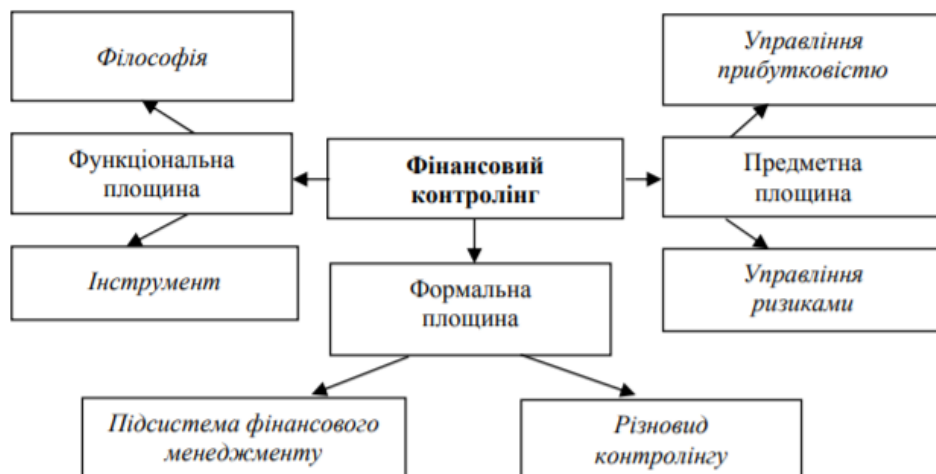 Філософія
Управління
прибутковістю
Функціональна
площина
Фінансовий
контролінг
Предметна
площина
Інструмент
Формальна
площина
Управління
ризиками
Підсистема фінансового
менеджменту
Різновид
контролінгу